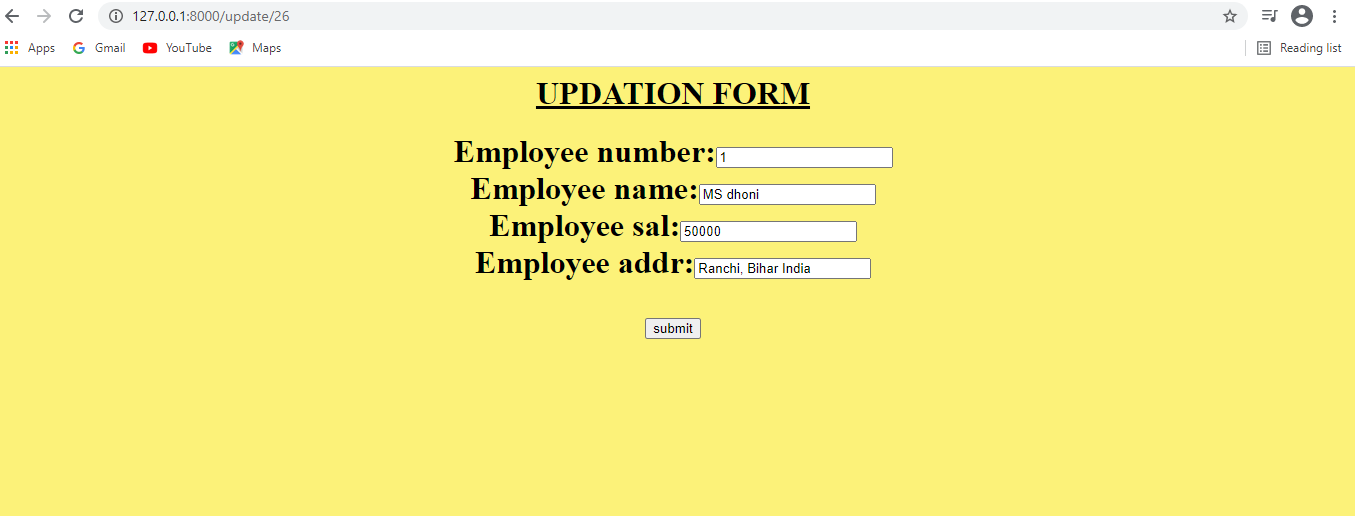 127.0.0.1:8000/update/26
Apps Gmail YouTube Maps Reading list
UPDATION FORM
Employee number:1
Employee name:MS dhoni
Employee sal:50000
Employee addr:Ranchi, Bihar India
submit